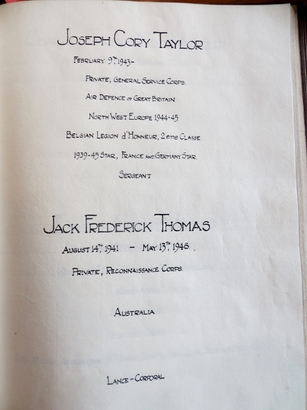 JOSEPH CORY TAYLOR
FEBRUARY 9TH 1943-
PRIVATE, GENERAL SERVICE CORPS.
AIR DEFENCE OF GREAT BRITAIN
NORTH WEST EUROPE 1944-45
BELGIAN LEGION d'HONNEUR, 2ème CLASSE.
1939-45 STAR, FRANCE AND GERMANY STAR.
SERGEANT
JACK FREDERICK THOMAS
AUGUST 14TH 1941 - MAY 13TH 1946.
PRIVATE, RECONNAISSANCE CORPS.
AUSTRALIA
LANCE-CORPORAL